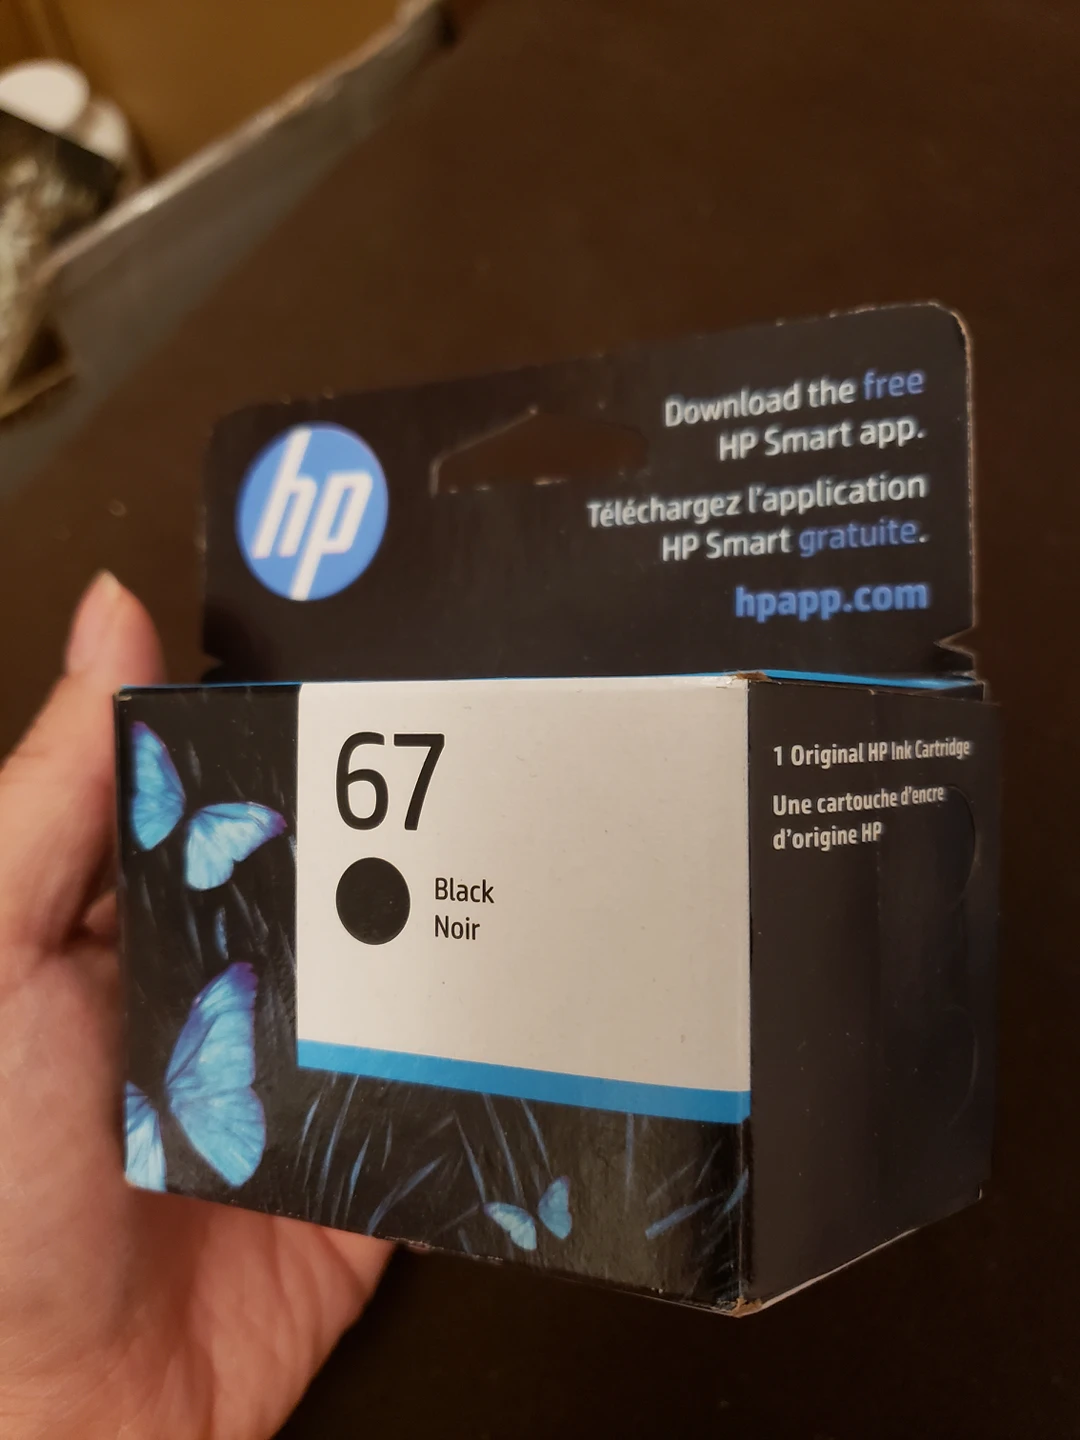 hp
Download the free
HP Smart app.
Téléchargez l'application
HP Smart gratuite.
hpapp.com
67
Black
Noir
1 Original HP Ink Cartridge
Une cartouche d'encre
d'origine HP